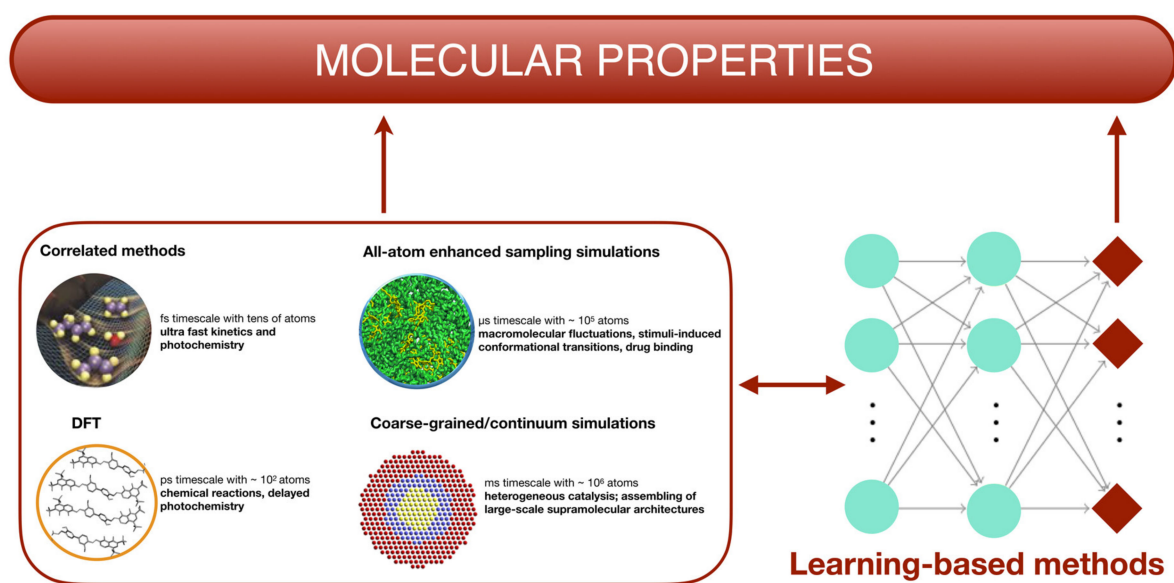 MOLECULAR PROPERTIES
Correlated methods
fs timescale with tens of atoms
ultra fast kinetics and
photochemistry
All-atom enhanced sampling simulations
μs timescale with ~ 10⁵ atoms
macromolecular fluctuations, stimuli-induced
conformational transitions, drug binding
DFT
ps timescale with ~ 10² atoms
chemical reactions, delayed
photochemistry
Coarse-grained/continuum simulations
ms timescale with ~ 10⁶ atoms
heterogeneous catalysis; assembling of
large-scale supramolecular architectures
Learning-based methods